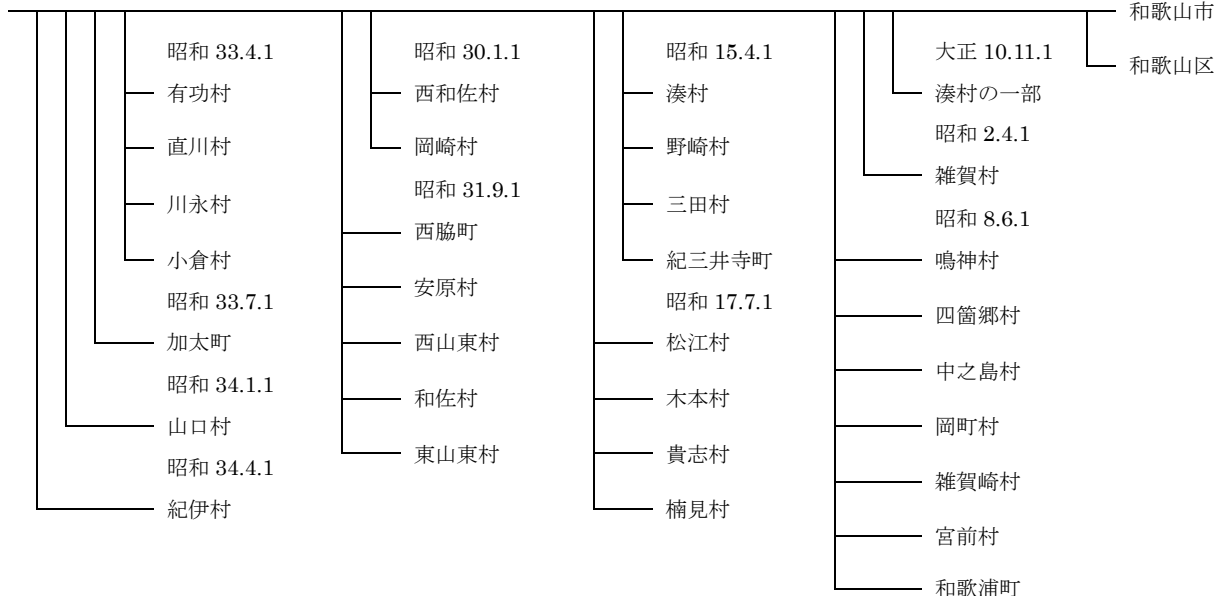 和歌山市
和歌山区
大正 10.11.1
湊村の一部
昭和 2.4.1
雑賀村
昭和 8.6.1
鳴神村
四箇郷村
中之島村
岡町村
雑賀崎村
宮前村
和歌浦町
昭和 15.4.1
湊村
野崎村
三田村
紀三井寺町
昭和 17.7.1
松江村
木本村
貴志村
楠見村
昭和 30.1.1
西和佐村
岡崎村
昭和 31.9.1
西脇町
安原村
西山東村
和佐村
東山東村
昭和 33.4.1
有功村
直川村
川永村
小倉村
昭和 33.7.1
加太町
昭和 34.1.1
山口村
昭和 34.4.1
紀伊村